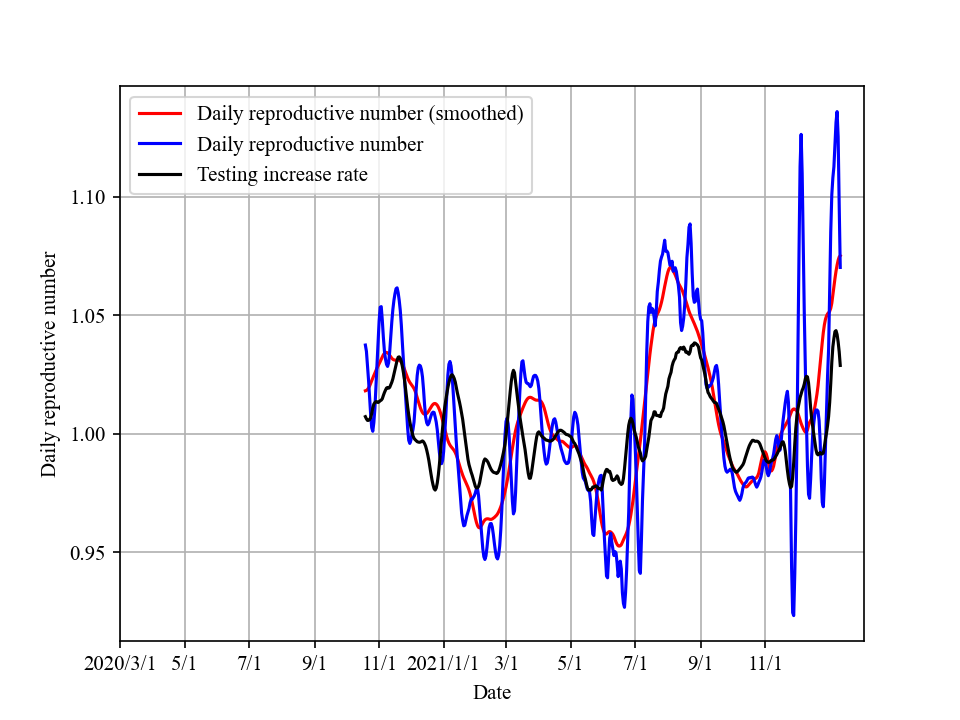 Daily reproductive number (smoothed)
Daily reproductive number
Testing increase rate
Daily reproductive number
1.10
1.05
1.00
0.95
2020/3/1 5/1 7/1 9/1 11/1 2021/1/1 3/1 5/1 7/1 9/1 11/1
Date